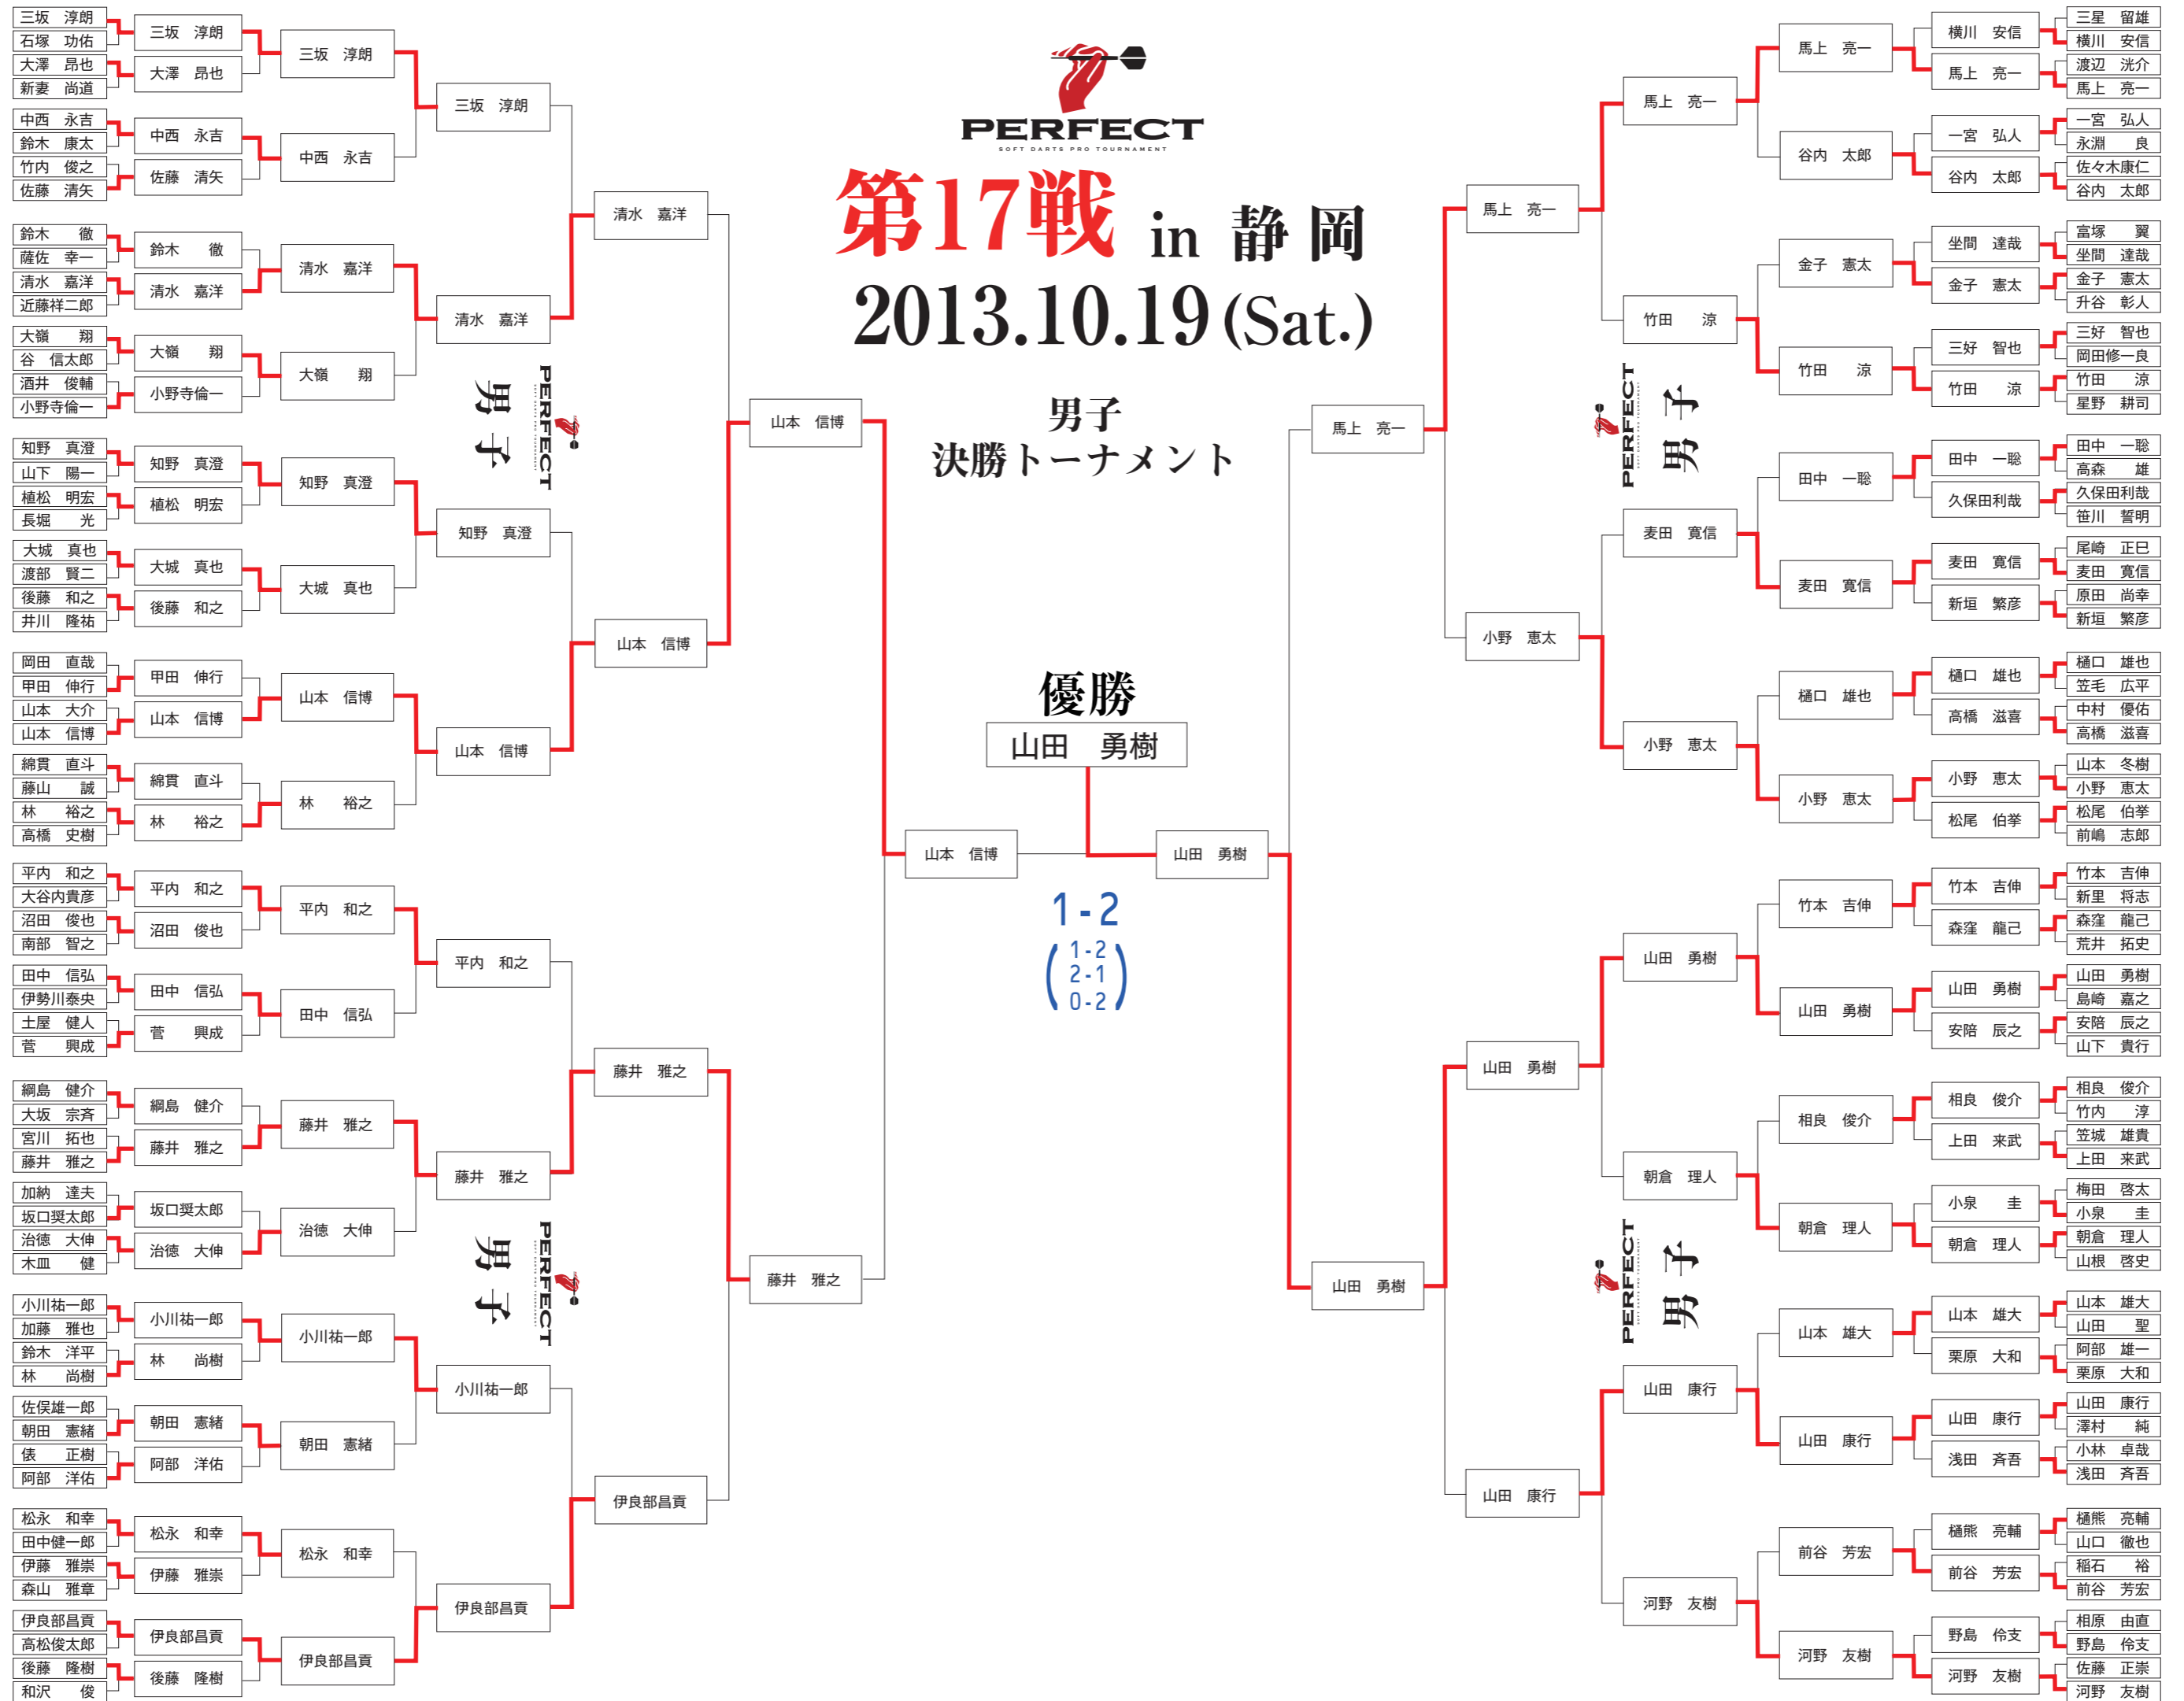 PERFECT
SOFT DARTS PRO TOURNAMENT
第17戦 in 静岡
2013.10.19(Sat.)
男子
決勝トーナメント
優勝
山田 勇樹
山本 信博
山田 勇樹
1-2
1-2
2-1
0-2
三坂 淳朗
石塚 功佑
大澤 昂也
新妻 尚道
中西 永吉
鈴木 康太
竹内 俊之
佐藤 清矢
鈴木 徹
薩佐 幸一
清水 嘉洋
近藤祥二郎
大嶺 翔
谷 信太郎
酒井 俊輔
小野寺倫一
知野 真澄
山下 陽一
植松 明宏
長堀 光
大城 真也
渡部 賢二
後藤 和之
井川 隆祐
岡田 直哉
甲田 伸行
山本 大介
山本 信博
綿貫 直斗
藤山 誠
林 裕之
高橋 史樹
平内 和之
大谷内貴彦
沼田 俊也
南部 智之
田中 信弘
伊勢川泰央
土屋 健人
菅 興成
綱島 健介
大坂 宗斉
宮川 拓也
藤井 雅之
加納 達夫
坂口奨太郎
治徳 大伸
木皿 健
小川祐一郎
加藤 雅也
鈴木 洋平
林 尚樹
佐俣雄一郎
朝田 憲緒
俵 正樹
阿部 洋佑
松永 和幸
田中健一郎
伊藤 雅崇
森山 雅章
伊良部昌貢
高松俊太郎
後藤 隆樹
和沢 俊
三坂 淳朗
大澤 昂也
中西 永吉
佐藤 清矢
鈴木 徹
清水 嘉洋
大嶺 翔
小野寺倫一
知野 真澄
植松 明宏
大城 真也
後藤 和之
甲田 伸行
山本 信博
綿貫 直斗
林 裕之
平内 和之
沼田 俊也
田中 信弘
菅 興成
綱島 健介
藤井 雅之
坂口奨太郎
治徳 大伸
小川祐一郎
林 尚樹
朝田 憲緒
阿部 洋佑
松永 和幸
伊藤 雅崇
伊良部昌貢
後藤 隆樹
三坂 淳朗
中西 永吉
清水 嘉洋
大嶺 翔
知野 真澄
大城 真也
山本 信博
林 裕之
平内 和之
田中 信弘
藤井 雅之
治徳 大伸
小川祐一郎
朝田 憲緒
松永 和幸
伊良部昌貢
三坂 淳朗
清水 嘉洋
知野 真澄
山本 信博
平内 和之
藤井 雅之
小川祐一郎
伊良部昌貢
男子
PERFECT
男子
PERFECT
清水 嘉洋
山本 信博
藤井 雅之
伊良部昌貢
山本 信博
藤井 雅之
馬上 亮一
山田 勇樹
馬上 亮一
小野 恵太
山田 勇樹
山田 康行
PERFECT
男子
PERFECT
男子
馬上 亮一
竹田 涼
麦田 寛信
小野 恵太
山田 勇樹
朝倉 理人
山田 康行
河野 友樹
馬上 亮一
谷内 太郎
金子 憲太
竹田 涼
田中 一聡
麦田 寛信
樋口 雄也
小野 恵太
竹本 吉伸
山田 勇樹
相良 俊介
朝倉 理人
山本 雄大
山田 康行
前谷 芳宏
河野 友樹
横川 安信
馬上 亮一
一宮 弘人
谷内 太郎
坐間 達哉
金子 憲太
三好 智也
竹田 涼
田中 一聡
久保田利哉
麦田 寛信
新垣 繁彦
樋口 雄也
高橋 滋喜
小野 恵太
松尾 伯挙
竹本 吉伸
森窪 龍己
山田 勇樹
安陪 辰之
相良 俊介
上田 来武
小泉 圭
朝倉 理人
山本 雄大
栗原 大和
山田 康行
浅田 斉吾
樋熊 亮輔
前谷 芳宏
野島 伶支
河野 友樹
三星 留雄
横川 安信
渡辺 洸介
馬上 亮一
一宮 弘人
永淵 良
佐々木康仁
谷内 太郎
富塚 翼
坐間 達哉
金子 憲太
升谷 彰人
三好 智也
岡田修一良
竹田 涼
星野 耕司
田中 一聡
高森 雄
久保田利哉
笹川 誓明
尾崎 正巳
麦田 寛信
原田 尚幸
新垣 繁彦
樋口 雄也
笠毛 広平
中村 優佑
高橋 滋喜
山本 冬樹
小野 恵太
松尾 伯挙
前嶋 志郎
竹本 吉伸
新里 将志
森窪 龍己
荒井 拓史
山田 勇樹
島崎 嘉之
安陪 辰之
山下 貴行
相良 俊介
竹内 淳
笠城 雄貴
上田 来武
梅田 啓太
小泉 圭
朝倉 理人
山根 啓史
山本 雄大
山田 聖
阿部 雄一
栗原 大和
山田 康行
澤村 純
小林 卓哉
浅田 斉吾
樋熊 亮輔
山口 徹也
稲石 裕
前谷 芳宏
相原 由直
野島 伶支
佐藤 正崇
河野 友樹